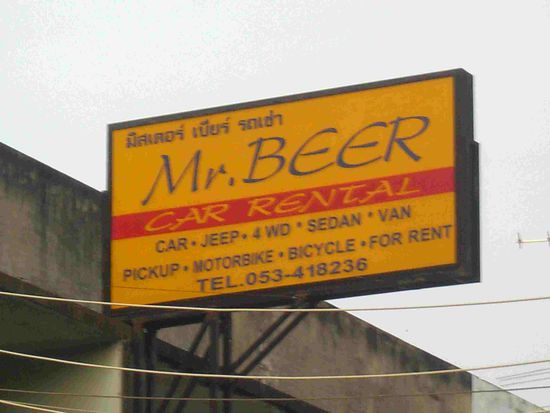 มิสเตอร์ เบียร์ รถเช่า
Mr. BEER
CAR RENTAL
CAR • JEEP • 4 WD * SEDAN * VAN
PICKUP • MOTORBIKE • BICYCLE • FOR RENT
TEL.053-418236